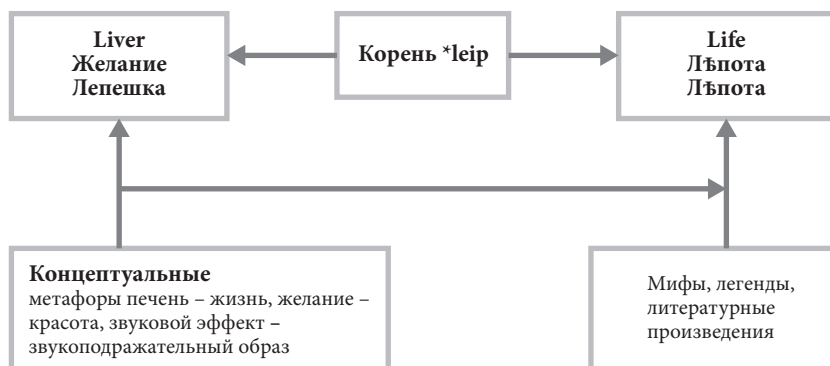 Liver
Желание
Лепешка
Корень *leip
Life
Лѣпота
Лѣпота
Концептуальные
метафоры печень – жизнь, желание –
красота, звуковой эффект –
звукоподражательный образ
Мифы, легенды,
литературные
произведения